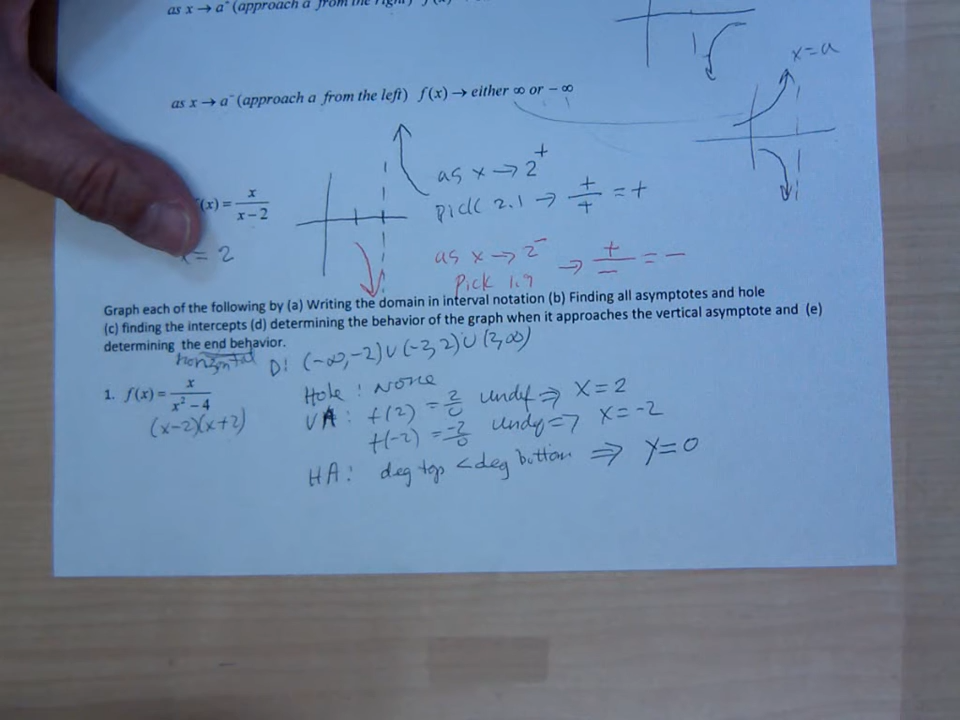 as x → a⁺ (approach a from the right)
x=a
as x → a⁻ (approach a from the left) f(x) → either ∞ or − ∞
as x → 2⁺
(x) = x/(x−2)
pick 2.1 → +/+ = +
= 2
as x → 2⁻
Pick 1.9 → +/− = −
Graph each of the following by (a) Writing the domain in interval notation (b) Finding all asymptotes and hole
(c) finding the intercepts (d) determining the behavior of the graph when it approaches the vertical asymptote and (e)
determining the end behavior.
horizontal
D: (-∞,-2)∪(-2,2)∪(2,∞)
1. f(x) = x/(x² − 4)
Hole: None
(x-2)(x+2)
VA: f(2) = 2/0 undef ⇒ X=2
f(-2) = -2/0 undef ⇒ X=-2
HA: deg top < deg bottom ⇒ Y=0